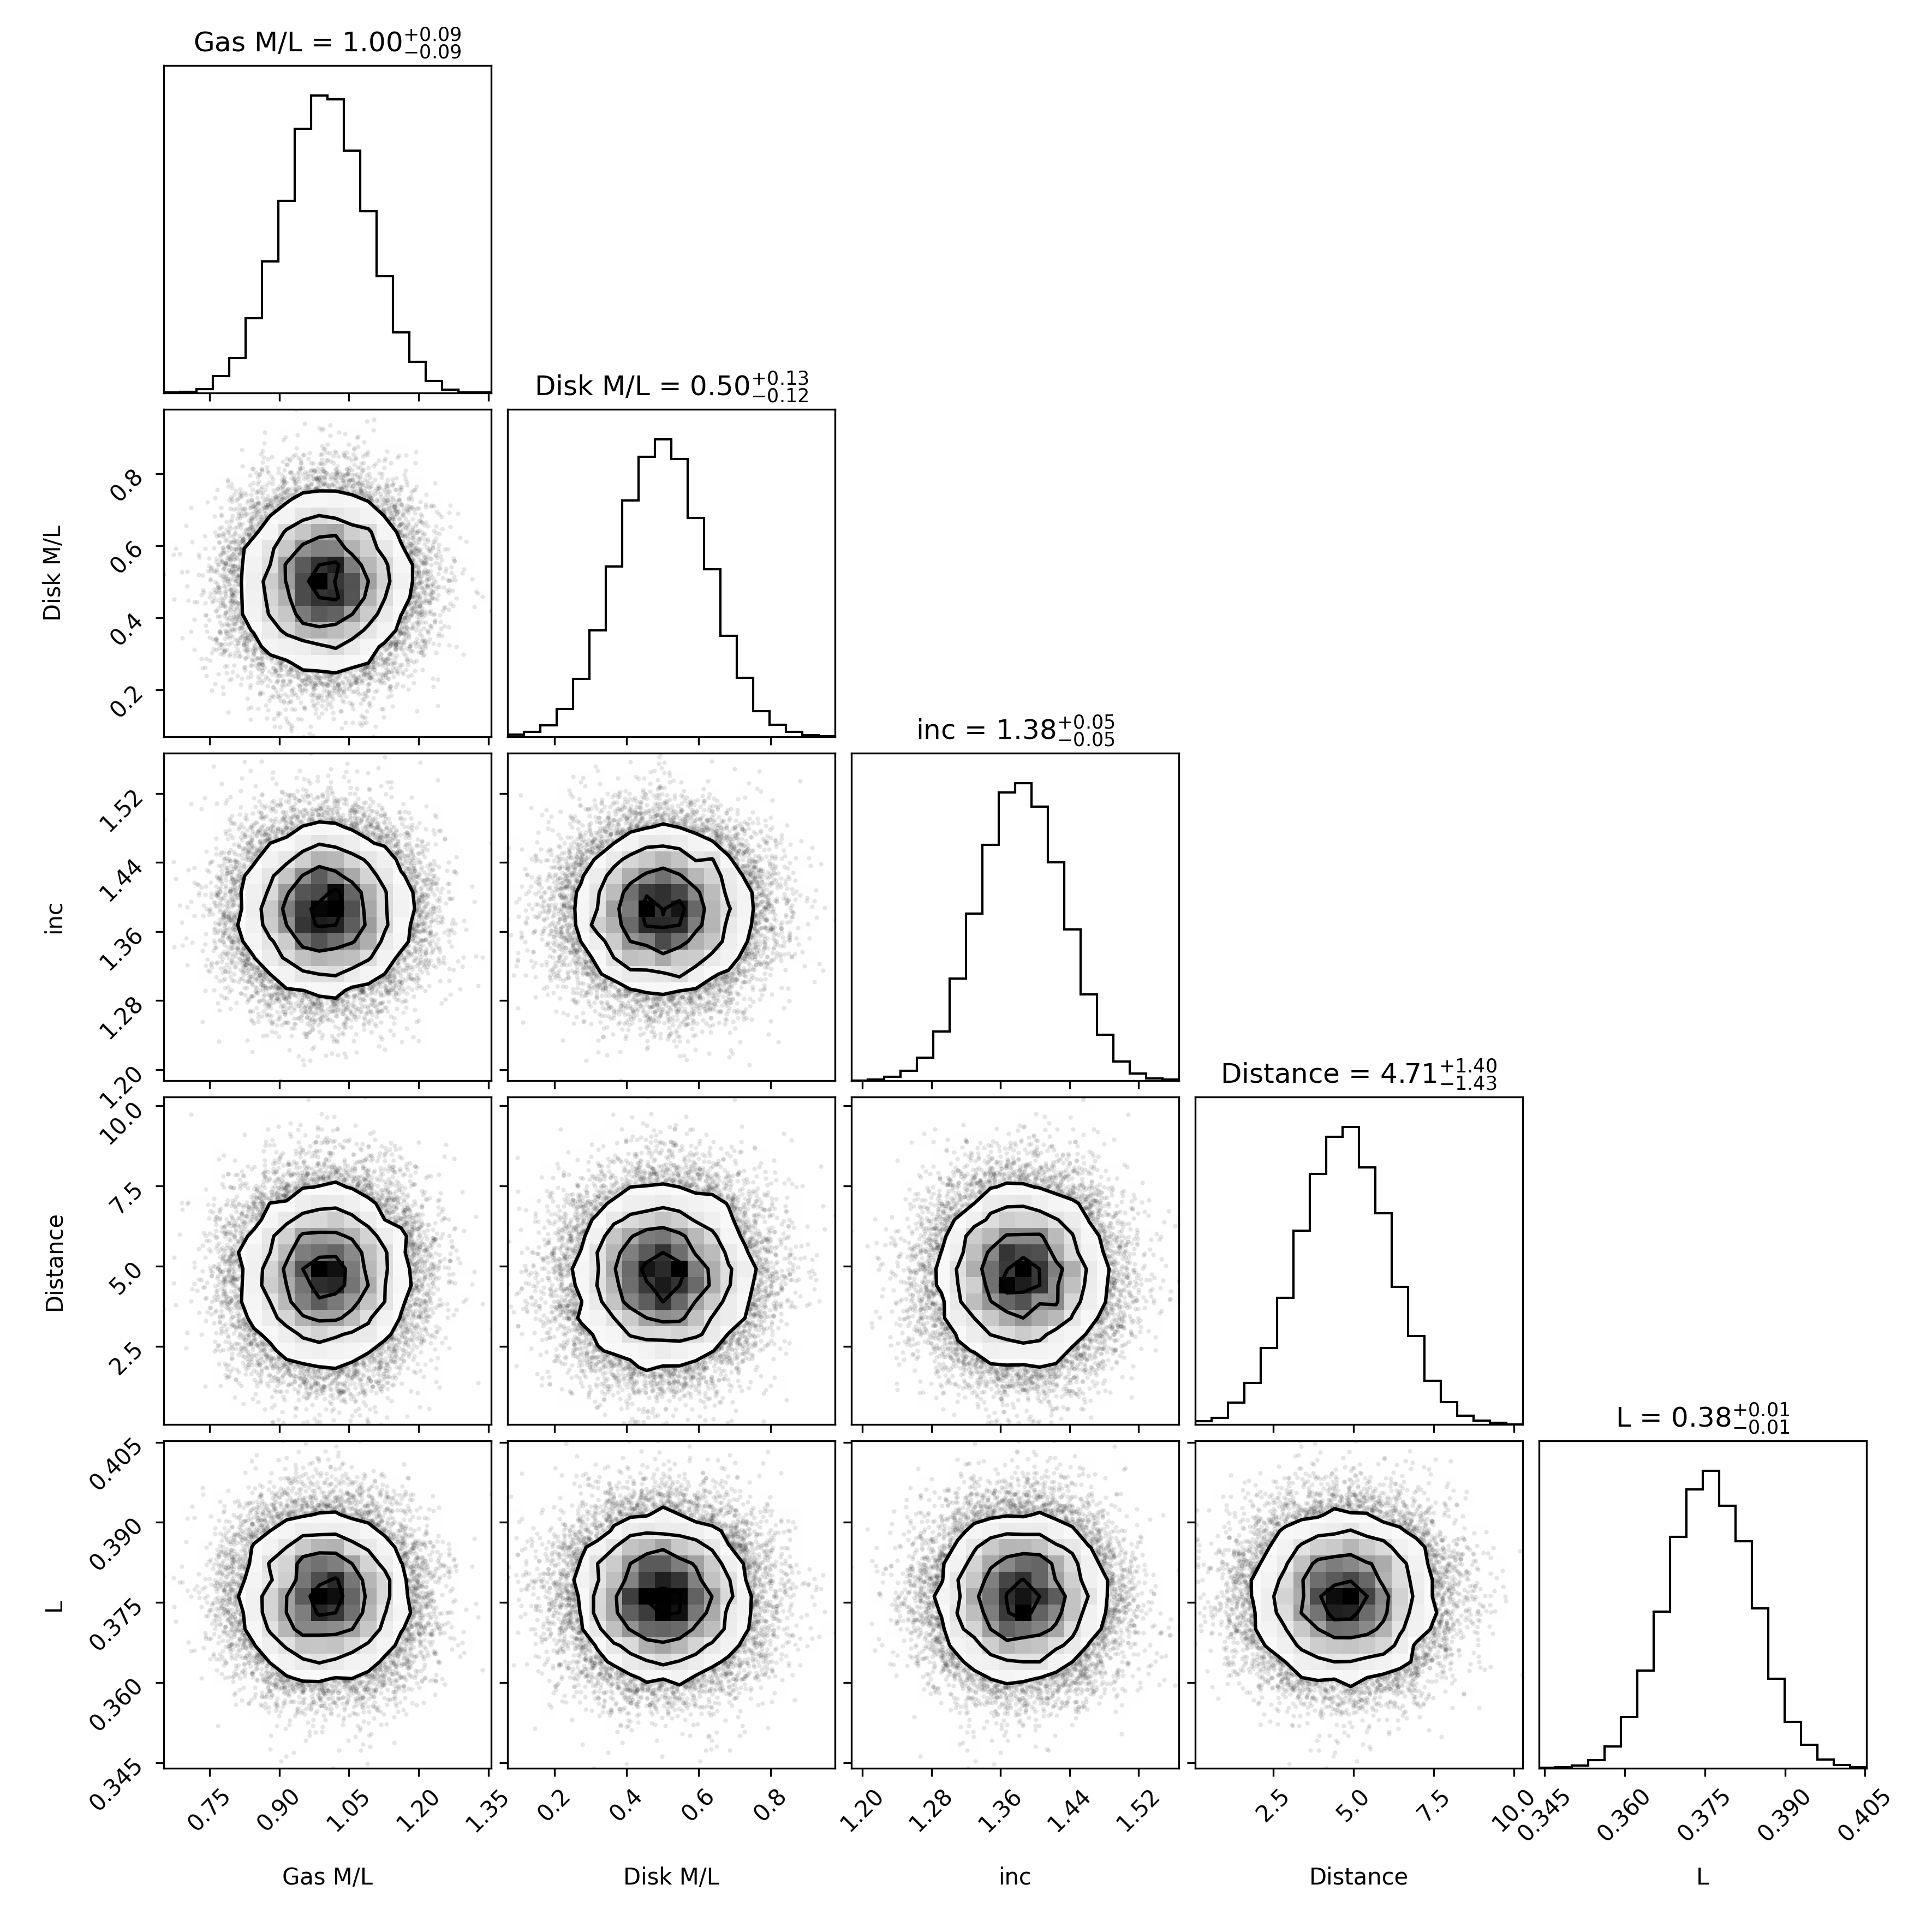 Gas M/L = 1.00+0.09−0.09
Disk M/L = 0.50+0.13−0.12
inc = 1.38+0.05−0.05
Distance = 4.71+1.40−1.43
L = 0.38+0.01−0.01
Disk M/L
0.8
0.6
0.4
0.2
inc
1.52
1.44
1.36
1.28
1.20
Distance
10.0
7.5
5.0
2.5
L
0.405
0.390
0.375
0.360
0.345
0.75 0.90 1.05 1.20 1.35
0.2 0.4 0.6 0.8
1.20 1.28 1.36 1.44 1.52
2.5 5.0 7.5 10.0
0.345 0.360 0.375 0.390 0.405
Gas M/L
Disk M/L
inc
Distance
L